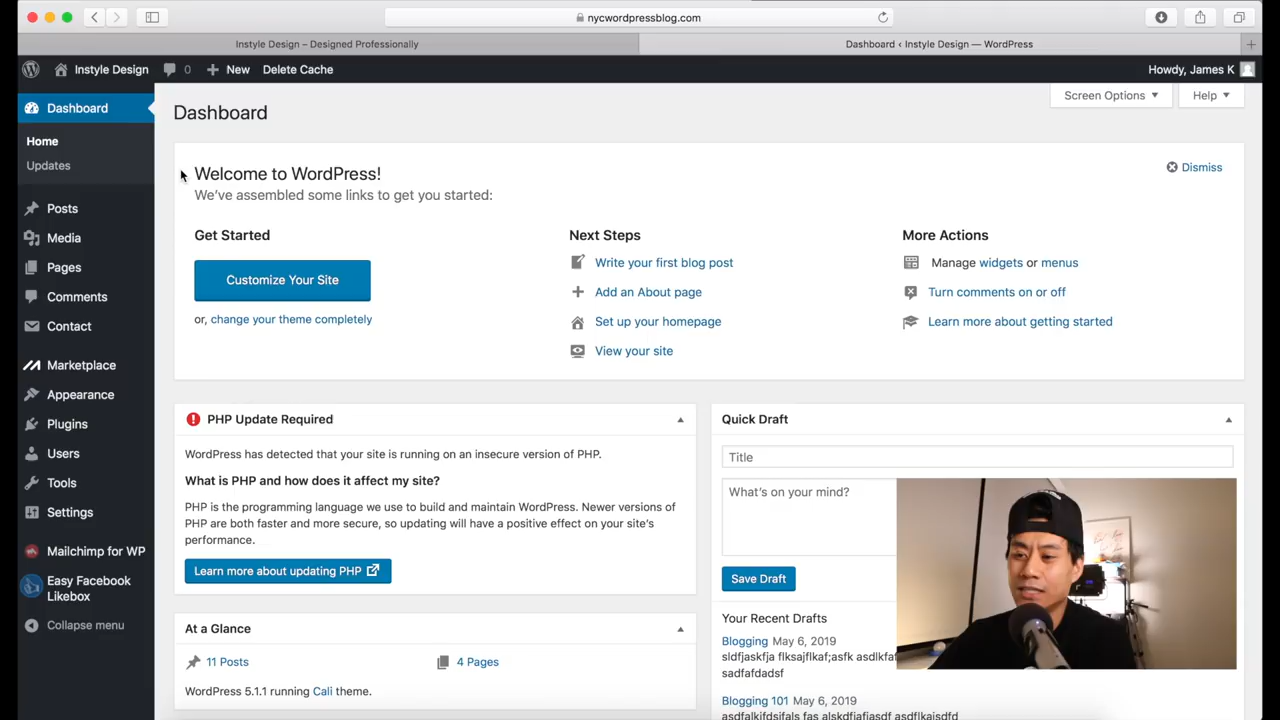 nycwordpressblog.com
Instyle Design – Designed Professionally
Dashboard ‹ Instyle Design — WordPress
Instyle Design
0
New
Delete Cache
Howdy, James K
Dashboard
Home
Updates
Posts
Media
Pages
Comments
Contact
Marketplace
Appearance
Plugins
Users
Tools
Settings
Mailchimp for WP
Easy Facebook
Likebox
Collapse menu
Screen Options
Help
Dashboard
Welcome to WordPress!
We've assembled some links to get you started:
Dismiss
Get Started
Customize Your Site
or, change your theme completely
Next Steps
Write your first blog post
Add an About page
Set up your homepage
View your site
More Actions
Manage widgets or menus
Turn comments on or off
Learn more about getting started
PHP Update Required
WordPress has detected that your site is running on an insecure version of PHP.
What is PHP and how does it affect my site?
PHP is the programming language we use to build and maintain WordPress. Newer versions of
PHP are both faster and more secure, so updating will have a positive effect on your site's
performance.
Learn more about updating PHP
At a Glance
11 Posts
4 Pages
WordPress 5.1.1 running Cali theme.
Quick Draft
Title
What's on your mind?
Save Draft
Your Recent Drafts
Blogging May 6, 2019
sldfjaskfja flksajflkaf;asfk
sadfafdadsf
Blogging 101 May 6, 2019